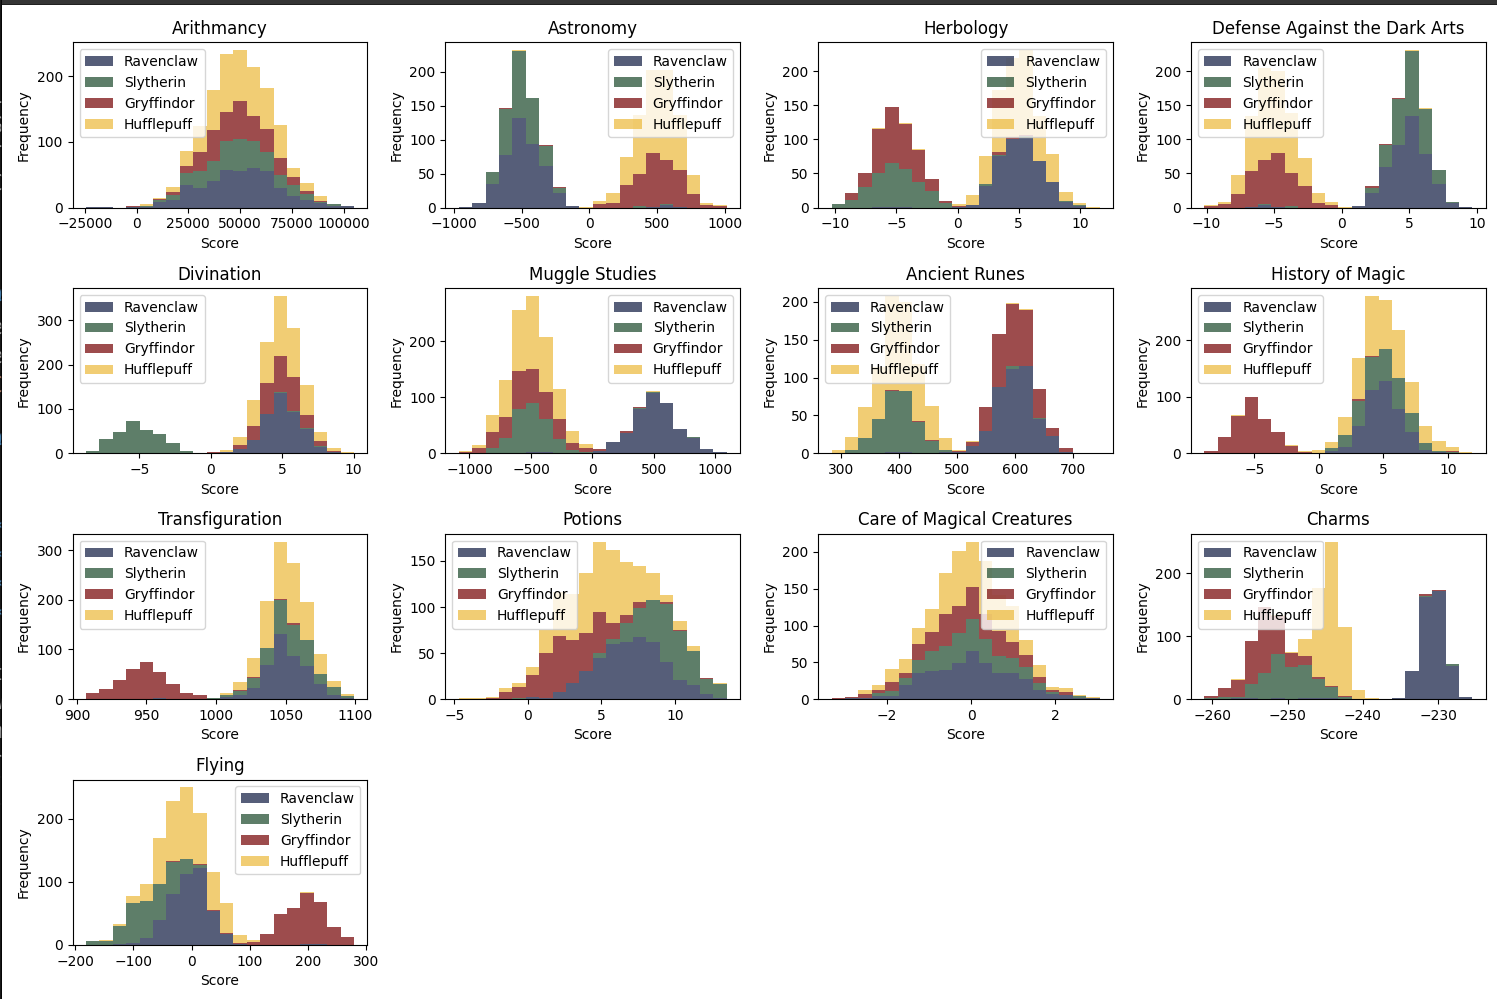 Arithmancy
Ravenclaw
Slytherin
Gryffindor
Hufflepuff
Frequency
200
100
0
−25000 0 25000 50000 75000 100000
Score
Astronomy
Ravenclaw
Slytherin
Gryffindor
Hufflepuff
Frequency
200
150
100
50
0
−1000 −500 0 500 1000
Score
Herbology
Ravenclaw
Slytherin
Gryffindor
Hufflepuff
Frequency
200
150
100
50
0
−10 −5 0 5 10
Score
Defense Against the Dark Arts
Ravenclaw
Slytherin
Gryffindor
Hufflepuff
Frequency
200
150
100
50
0
−10 −5 0 5 10
Score
Divination
Ravenclaw
Slytherin
Gryffindor
Hufflepuff
Frequency
300
200
100
0
−5 0 5 10
Score
Muggle Studies
Ravenclaw
Slytherin
Gryffindor
Hufflepuff
Frequency
200
100
0
−1000 −500 0 500 1000
Score
Ancient Runes
Ravenclaw
Slytherin
Gryffindor
Hufflepuff
Frequency
200
150
100
50
0
300 400 500 600 700
Score
History of Magic
Ravenclaw
Slytherin
Gryffindor
Hufflepuff
Frequency
200
100
0
−5 0 5 10
Score
Transfiguration
Ravenclaw
Slytherin
Gryffindor
Hufflepuff
Frequency
300
200
100
0
900 950 1000 1050 1100
Score
Potions
Ravenclaw
Slytherin
Gryffindor
Hufflepuff
Frequency
150
100
50
0
−5 0 5 10
Score
Care of Magical Creatures
Ravenclaw
Slytherin
Gryffindor
Hufflepuff
Frequency
200
150
100
50
0
−2 0 2
Score
Charms
Ravenclaw
Slytherin
Gryffindor
Hufflepuff
Frequency
200
100
0
−260 −250 −240 −230
Score
Flying
Ravenclaw
Slytherin
Gryffindor
Hufflepuff
Frequency
200
100
0
−200 −100 0 100 200 300
Score